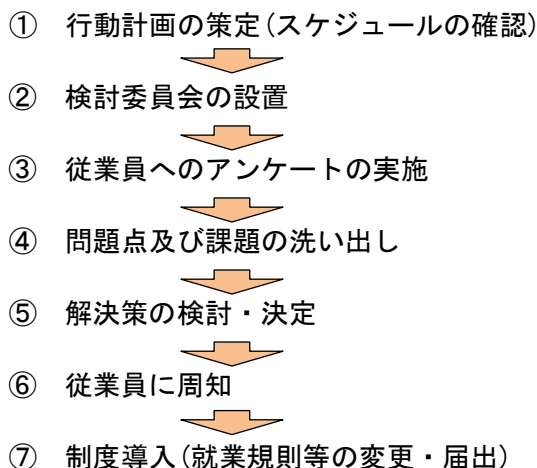 ① 行動計画の策定(スケジュールの確認)
② 検討委員会の設置
③ 従業員へのアンケートの実施
④ 問題点及び課題の洗い出し
⑤ 解決策の検討・決定
⑥ 従業員に周知
⑦ 制度導入(就業規則等の変更・届出)